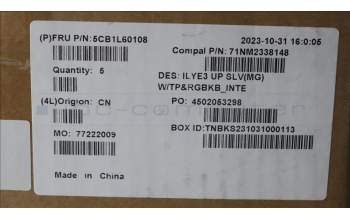 (P)FRU P/N:5CB1L60108
2023-10-31 16:0:05
Compal P/N: 71NM2338148
Quantity: 5
DES: ILYE3 UP SLV(MG)
W/TP&RGBKB_INTE
(4L)Origion: CN
PO: 4502053298
MO: 77222009
BOX ID:TNBKS231031000113
Made in China